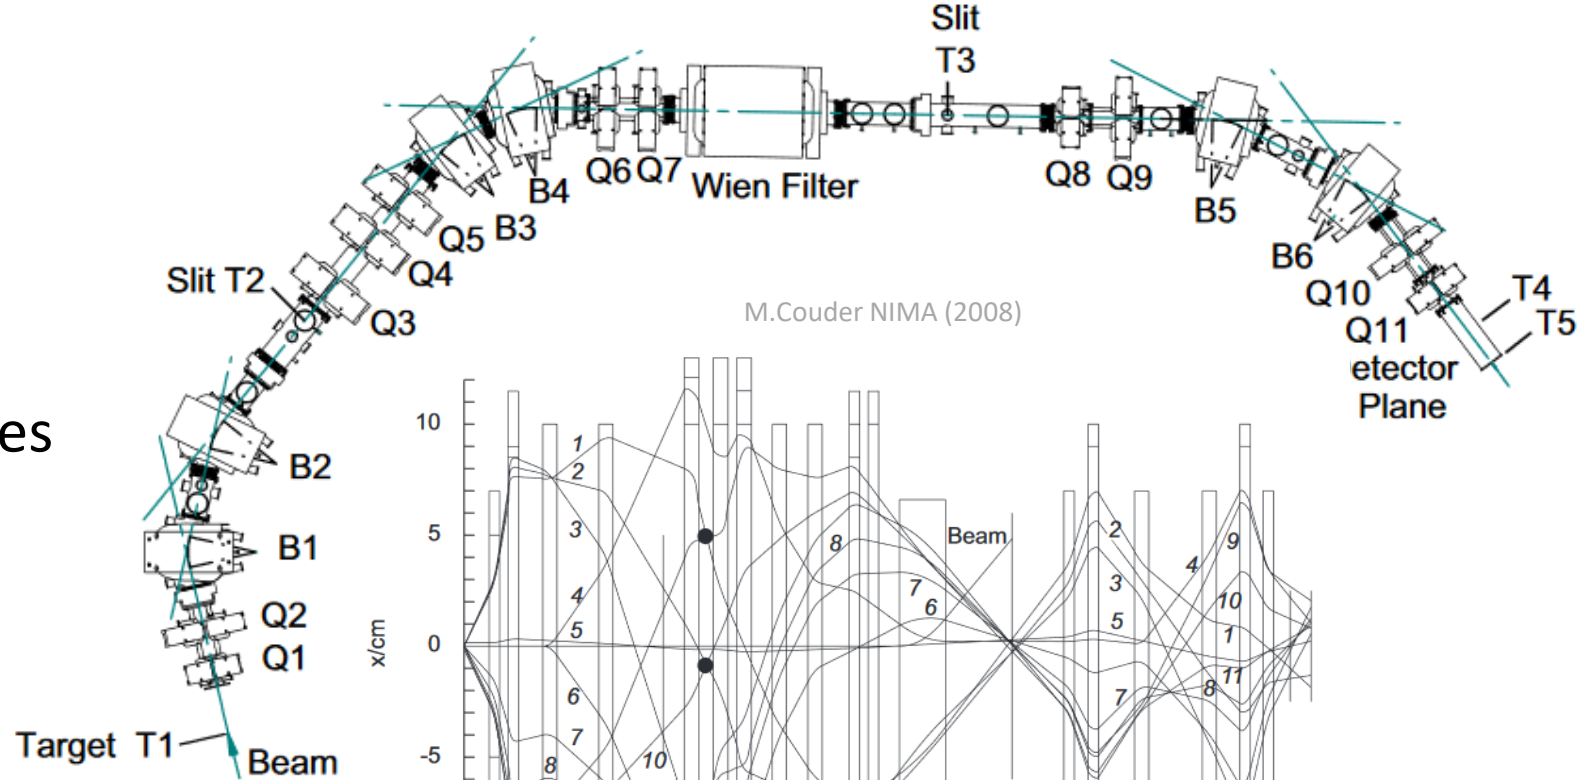 Slit
T3
B4
Q6 Q7
Wien Filter
Q8 Q9
B5
B3
Q5
Q4
Q3
Slit T2
B6
Q10
Q11
T4
T5
etector
Plane
M.Couder NIMA (2008)
es
B2
B1
Q2
Q1
Target T1
Beam
x/cm
10
5
0
-5
1
2
3
4
5
6
7
8
10
8
7
6
Beam
2
3
4
5
9
10
1
11
8
7